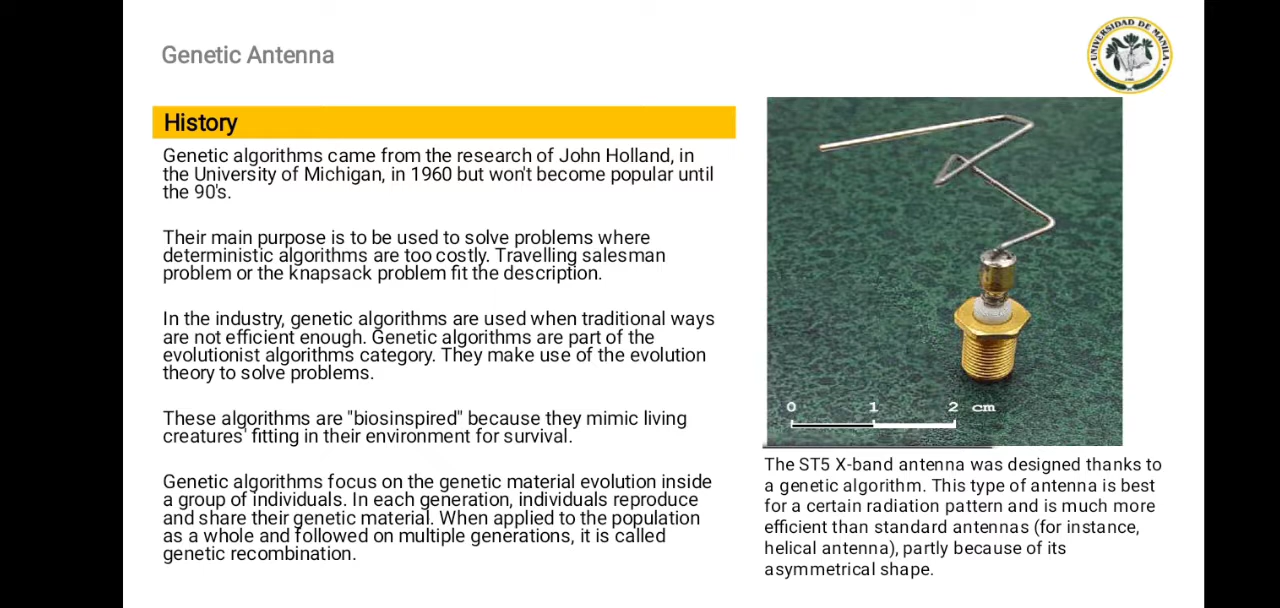 Genetic Antenna
UNIVERSIDAD DE MANILA
History
Genetic algorithms came from the research of John Holland, in
the University of Michigan, in 1960 but won't become popular until
the 90's.
Their main purpose is to be used to solve problems where
deterministic algorithms are too costly. Travelling salesman
problem or the knapsack problem fit the description.
In the industry, genetic algorithms are used when traditional ways
are not efficient enough. Genetic algorithms are part of the
evolutionist algorithms category. They make use of the evolution
theory to solve problems.
These algorithms are "biosinspired" because they mimic living
creatures' fitting in their environment for survival.
Genetic algorithms focus on the genetic material evolution inside
a group of individuals. In each generation, individuals reproduce
and share their genetic material. When applied to the population
as a whole and followed on multiple generations, it is called
genetic recombination.
0 1 2 cm
The ST5 X-band antenna was designed thanks to
a genetic algorithm. This type of antenna is best
for a certain radiation pattern and is much more
efficient than standard antennas (for instance,
helical antenna), partly because of its
asymmetrical shape.